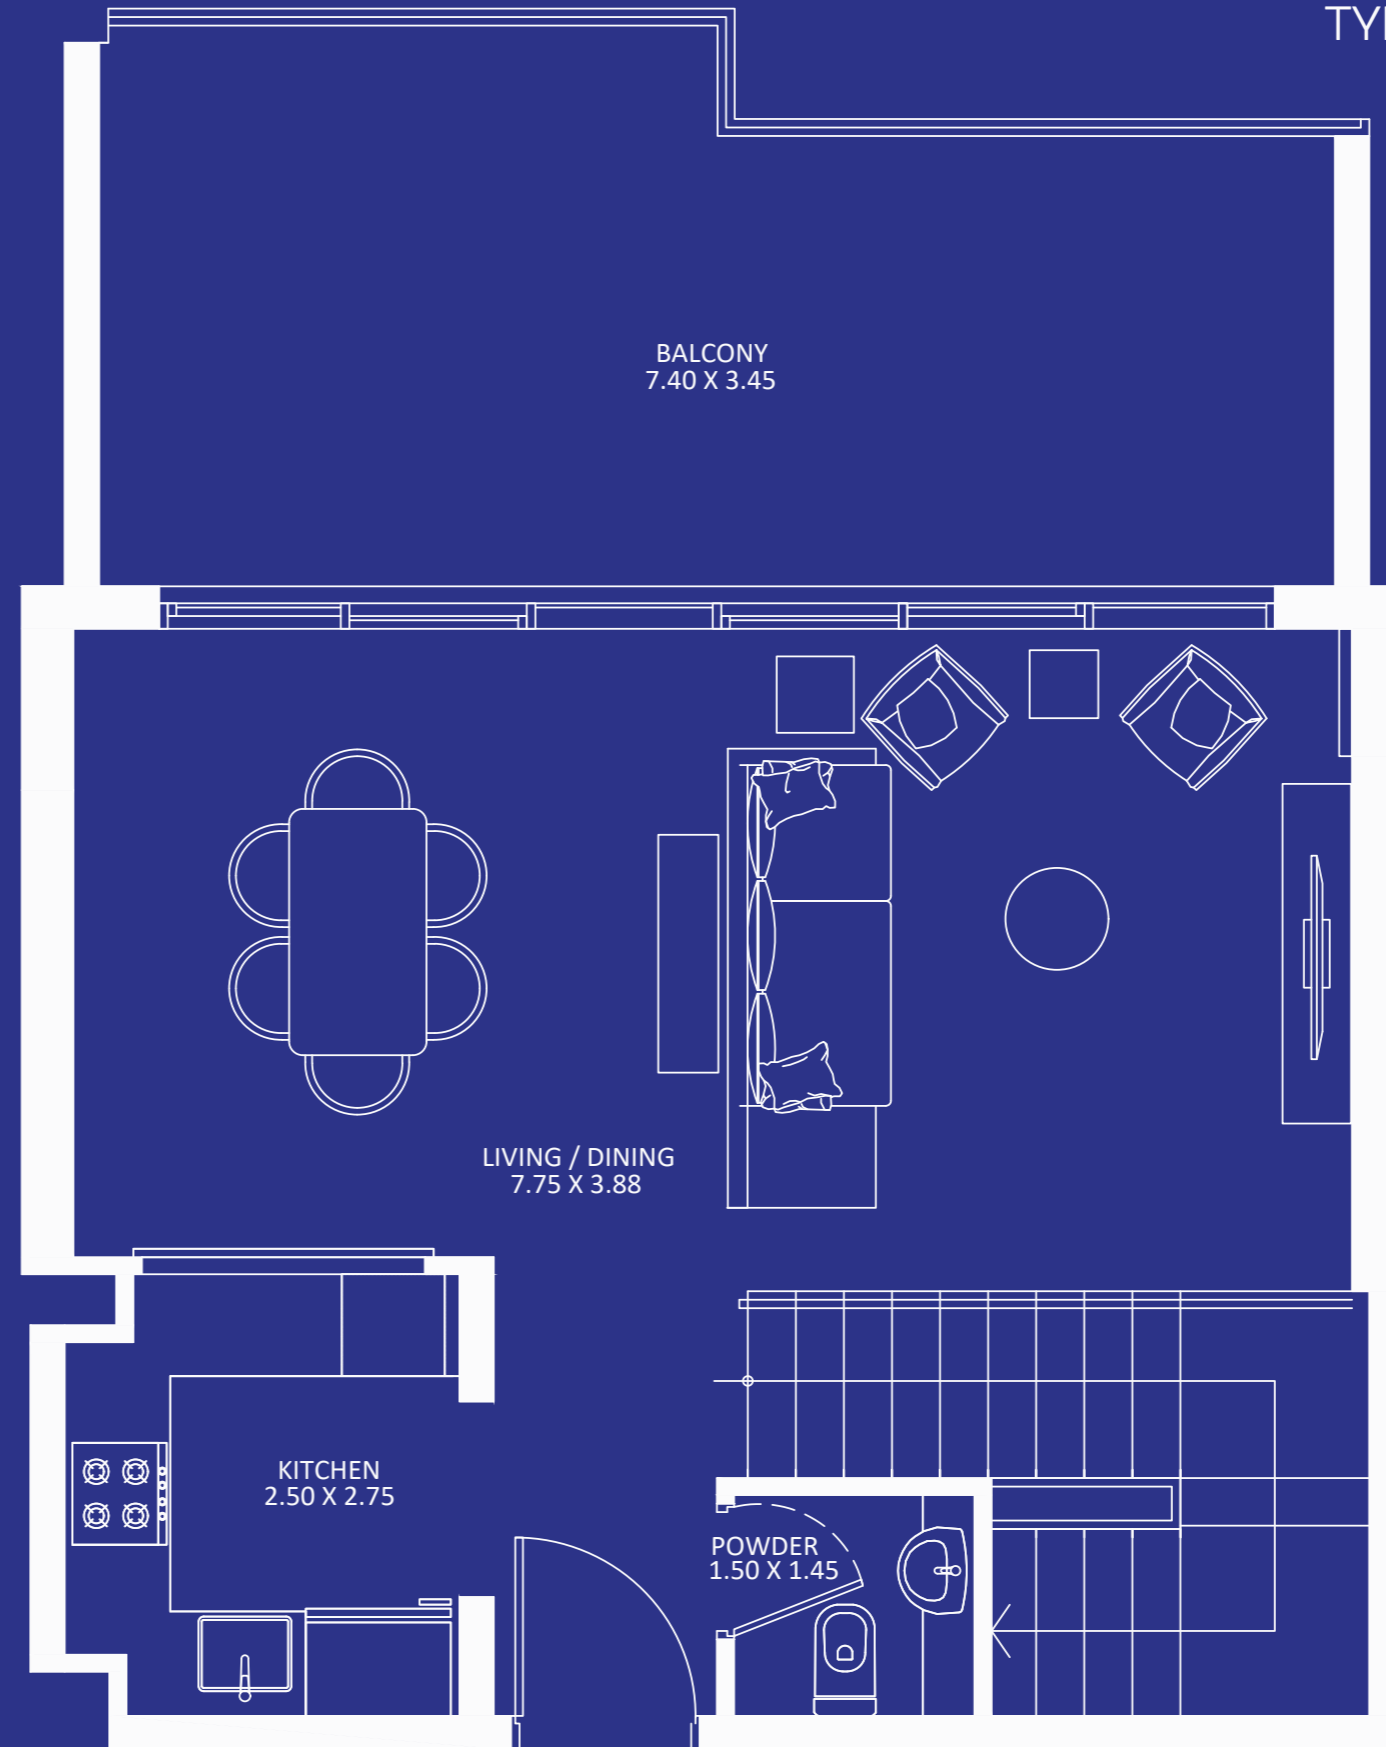 BALCONY
7.40 X 3.45
LIVING / DINING
7.75 X 3.88
KITCHEN
2.50 X 2.75
POWDER
1.50 X 1.45